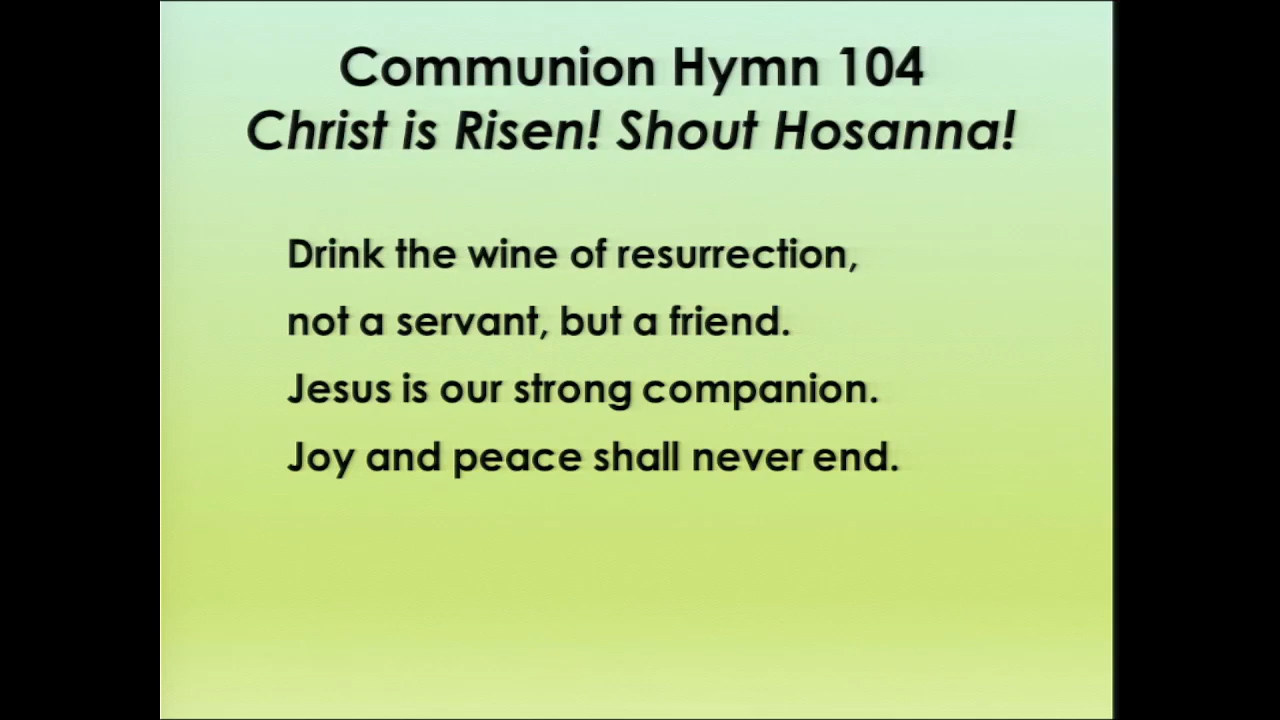 Communion Hymn 104
Christ is Risen! Shout Hosanna!
Drink the wine of resurrection,
not a servant, but a friend.
Jesus is our strong companion.
Joy and peace shall never end.